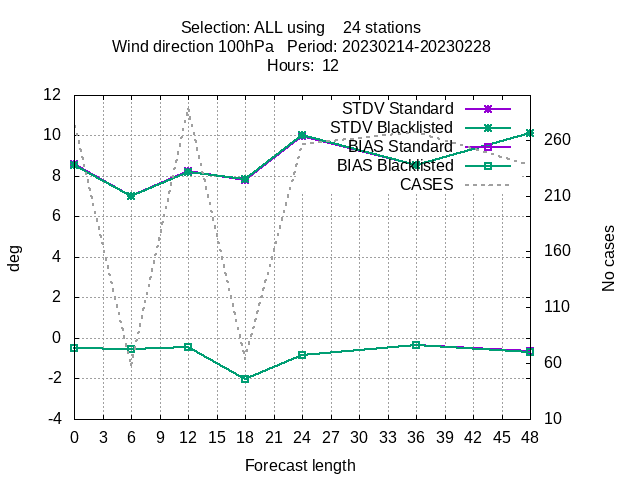 Selection: ALL using    24 stations
Wind direction 100hPa   Period: 20230214-20230228
Hours:  12
STDV Standard
STDV Blacklisted
BIAS Standard
BIAS Blacklisted
CASES
12
10
8
6
4
2
0
-2
-4
deg
260
210
160
110
60
10
No cases
0 3 6 9 12 15 18 21 24 27 30 33 36 39 42 45 48
Forecast length